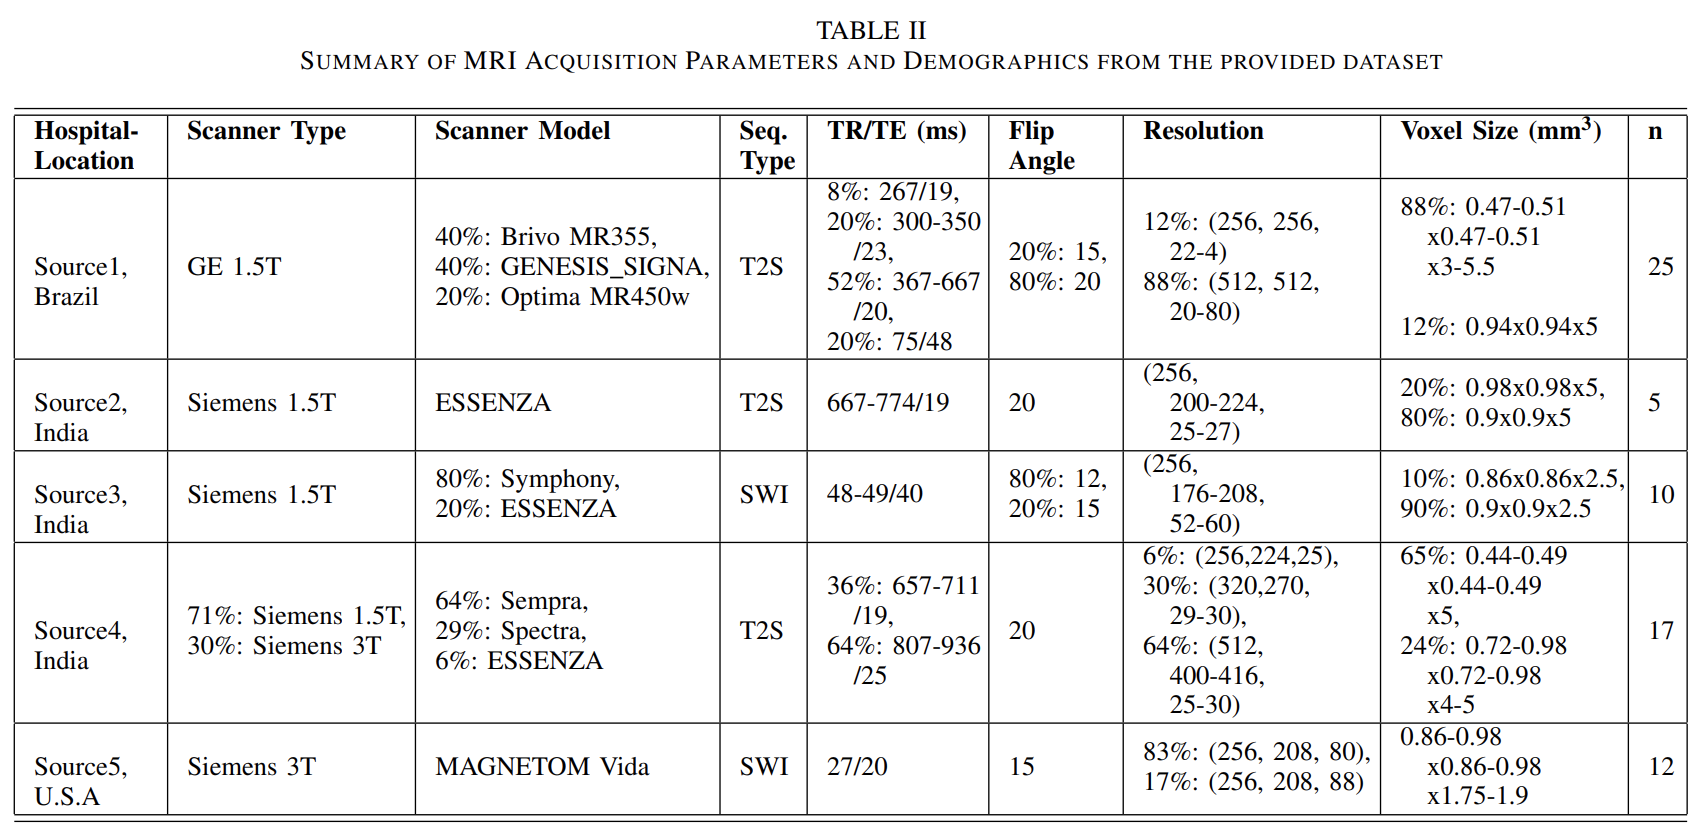 TABLE II
SUMMARY OF MRI ACQUISITION PARAMETERS AND DEMOGRAPHICS FROM THE PROVIDED DATASET
Hospital-
Location
Scanner Type
Scanner Model
Seq.
Type
TR/TE (ms)
Flip
Angle
Resolution
Voxel Size (mm³)
n
Source1,
Brazil
GE 1.5T
40%: Brivo MR355,
40%: GENESIS_SIGNA,
20%: Optima MR450w
T2S
8%: 267/19,
20%: 300-350
/23,
52%: 367-667
/20,
20%: 75/48
20%: 15,
80%: 20
12%: (256, 256,
22-4)
88%: (512, 512,
20-80)
88%: 0.47-0.51
x0.47-0.51
x3-5.5
12%: 0.94x0.94x5
25
Source2,
India
Siemens 1.5T
ESSENZA
T2S
667-774/19
20
(256,
200-224,
25-27)
20%: 0.98x0.98x5,
80%: 0.9x0.9x5
5
Source3,
India
Siemens 1.5T
80%: Symphony,
20%: ESSENZA
SWI
48-49/40
80%: 12,
20%: 15
(256,
176-208,
52-60)
10%: 0.86x0.86x2.5,
90%: 0.9x0.9x2.5
10
Source4,
India
71%: Siemens 1.5T,
30%: Siemens 3T
64%: Sempra,
29%: Spectra,
6%: ESSENZA
T2S
36%: 657-711
/19,
64%: 807-936
/25
20
6%: (256,224,25),
30%: (320,270,
29-30),
64%: (512,
400-416,
25-30)
65%: 0.44-0.49
x0.44-0.49
x5,
24%: 0.72-0.98
x0.72-0.98
x4-5
17
Source5,
U.S.A
Siemens 3T
MAGNETOM Vida
SWI
27/20
15
83%: (256, 208, 80),
17%: (256, 208, 88)
0.86-0.98
x0.86-0.98
x1.75-1.9
12